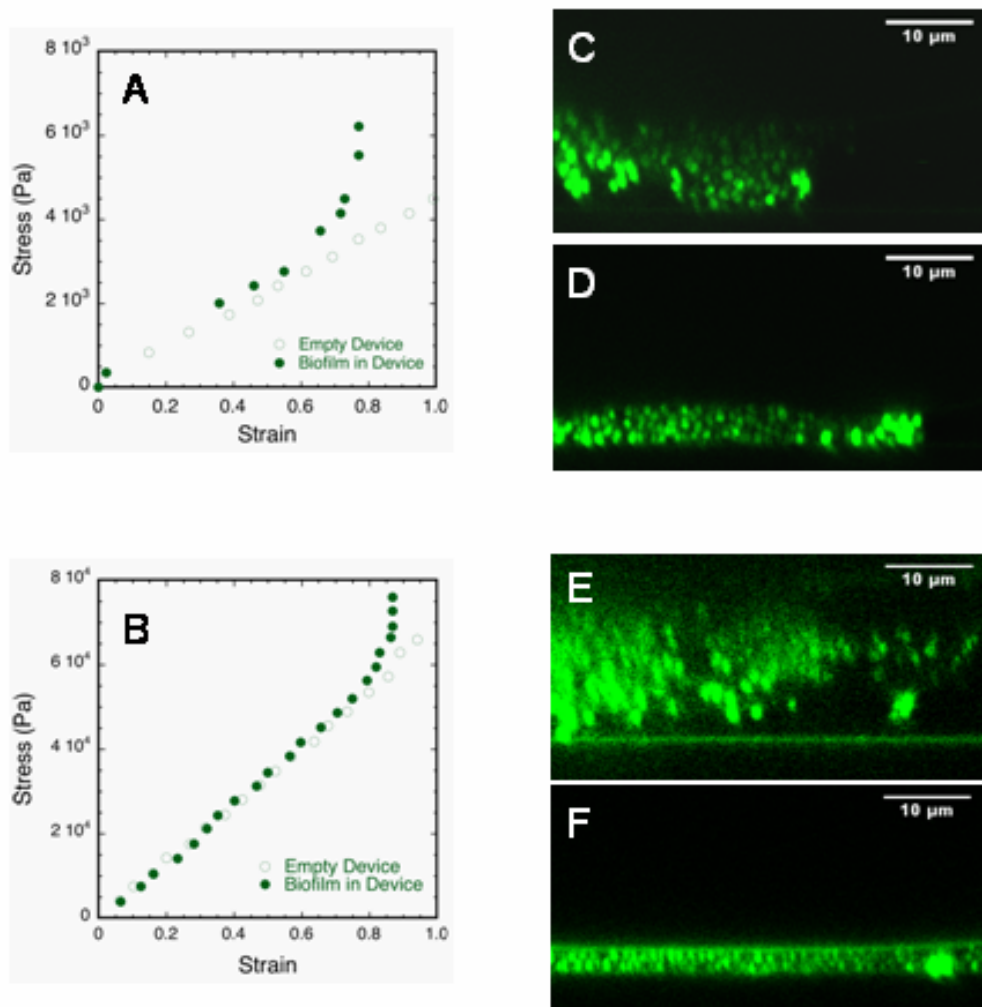 A
8 10³
6 10³
4 10³
2 10³
0
Stress (Pa)
Empty Device
Biofilm in Device
0 0.2 0.4 0.6 0.8 1.0
Strain
C
10 µm
D
10 µm
B
8 10⁴
6 10⁴
4 10⁴
2 10⁴
0
Stress (Pa)
Empty Device
Biofilm in Device
0 0.2 0.4 0.6 0.8 1.0
Strain
E
10 µm
F
10 µm